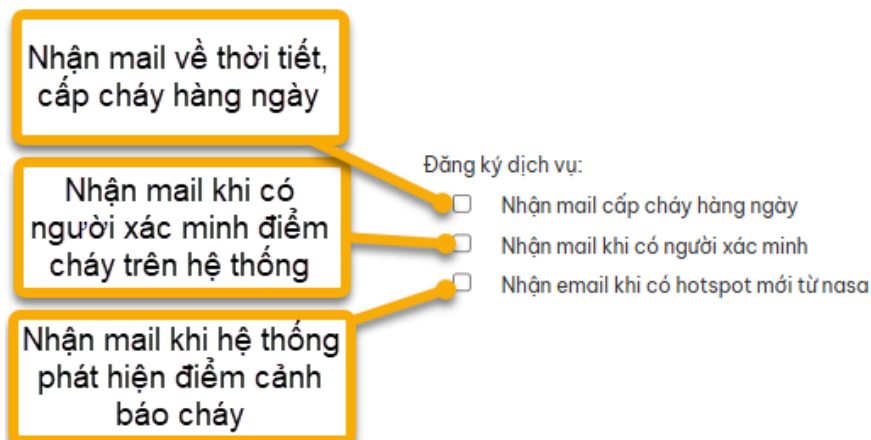 Nhận mail về thời tiết,
cấp cháy hàng ngày
Nhận mail khi có
người xác minh điểm
cháy trên hệ thống
Nhận mail khi hệ thống
phát hiện điểm cảnh
báo cháy
Đăng ký dịch vụ:
Nhận mail cấp cháy hàng ngày
Nhận mail khi có người xác minh
Nhận email khi có hotspot mới từ nasa